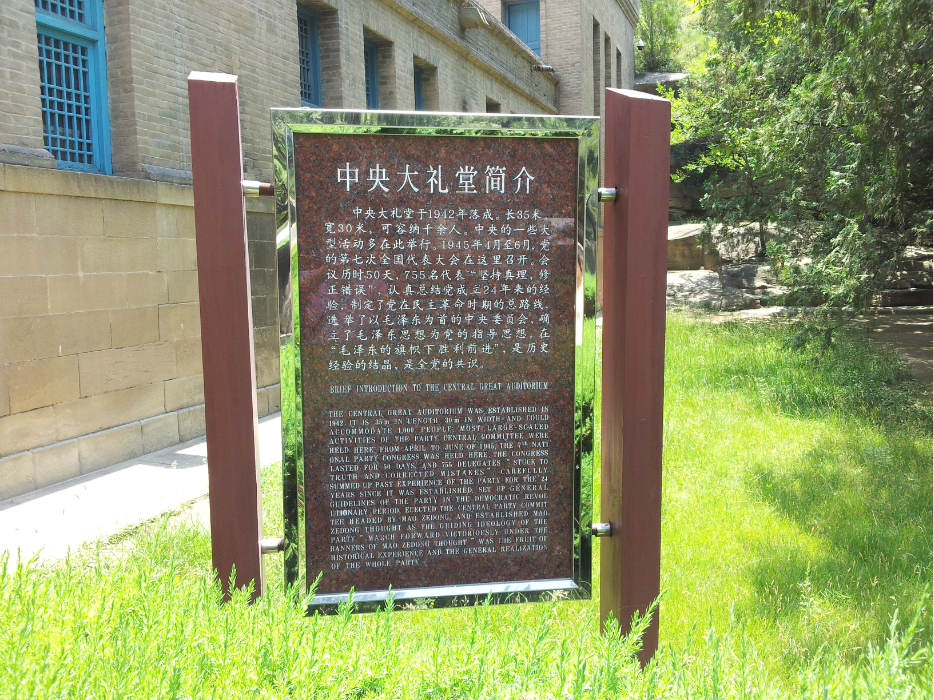 中央大礼堂简介
中央大礼堂于1942年落成。长35米,
宽30米,可容纳千余人。中央的一些大
型活动多在此举行。1945年4月至6月,党
的第七次全国代表大会在这里召开。会
议历时50天,755名代表“坚持真理、修
正错误”,认真总结党成立24年来的经
验,制定了党在民主革命时期的总路线,
选举了以毛泽东为首的中央委员会,确
立了毛泽东思想为党的指导思想。在
“毛泽东的旗帜下胜利前进”,是历史
经验的结晶,是全党的共识。
BRIEF INTRODUCTION TO THE CENTRAL GREAT AUDITORIUM
THE CENTRAL GREAT AUDITORIUM WAS ESTABLISHED IN
1942. IT IS 35m IN LENGTH, 30m IN WIDTH AND COULD
ACCOMMODATE 1,000 PEOPLE. MOST LARGE-SCALED
ACTIVITIES OF THE PARTY CENTRAL COMMITTEE WERE
HELD HERE. FROM APRIL TO JUNE OF 1945, THE 7th NATI
ONAL PARTY CONGRESS WAS HELD HERE. THE CONGRESS
LASTED FOR 50 DAYS, AND 755 DELEGATES "STUCK TO
TRUTH AND CORRECTED MISTAKES", CAREFULLY
SUMMED UP PAST EXPERIENCE OF THE PARTY FOR THE 24
YEARS SINCE IT WAS ESTABLISHED, SET UP GENERAL
GUIDELINES OF THE PARTY IN THE DEMOCRATIC REVOL
UTIONARY PERIOD, ELECTED THE CENTRAL PARTY COMMIT
TEE HEADED BY MAO ZEDONG, AND ESTABLISHED MAO
ZEDONG THOUGHT AS THE GUIDING IDEOLOGY OF THE
PARTY. "MARCH FORWARD VICTORIOUSLY UNDER THE
BANNERS OF MAO ZEDONG THOUGHT" WAS THE FRUIT OF
HISTORICAL EXPERIENCE AND THE GENERAL REALIZATION
OF THE WHOLE PARTY.